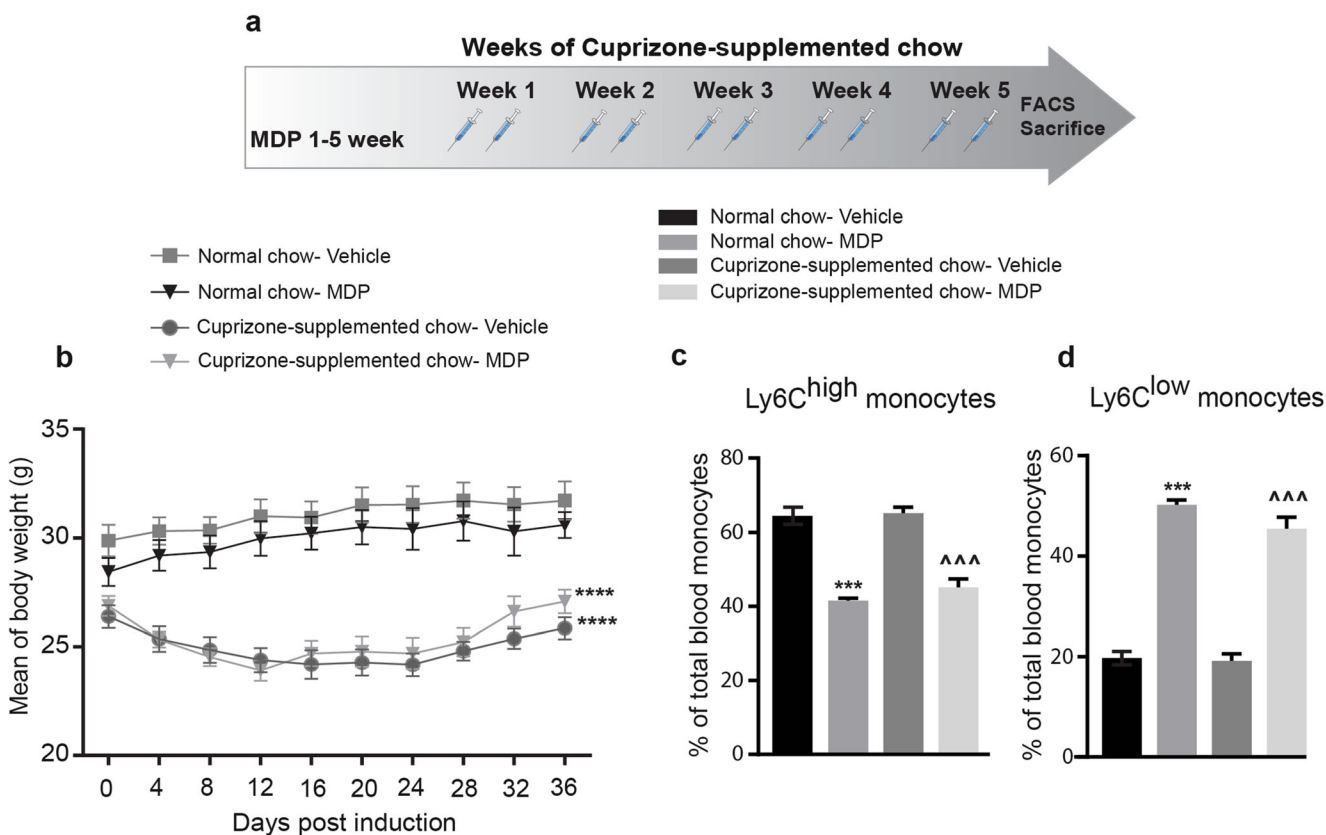 a
Weeks of Cuprizone-supplemented chow
Week 1 Week 2 Week 3 Week 4 Week 5
MDP 1-5 week
FACS
Sacrifice
Normal chow- Vehicle
Normal chow- MDP
Cuprizone-supplemented chow- Vehicle
Cuprizone-supplemented chow- MDP
Normal chow- Vehicle
Normal chow- MDP
Cuprizone-supplemented chow- Vehicle
Cuprizone-supplemented chow- MDP
b
Mean of body weight (g)
35
30
25
20
****
****
0 4 8 12 16 20 24 28 32 36
Days post induction
c
Ly6Chigh monocytes
% of total blood monocytes
80
60
40
20
0
***
^^^
d
Ly6Clow monocytes
% of total blood monocytes
60
40
20
0
***
^^^